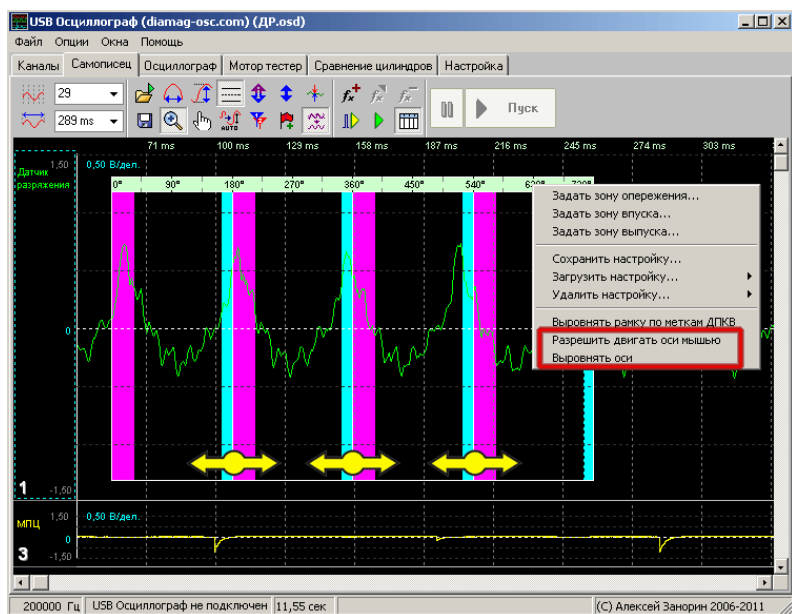 USB Осциллограф (diamag-osc.com) (ДР.osd)
Файл Опции Окна Помощь
Каналы Самописец Осциллограф Мотор тестер Сравнение цилиндров Настройка
29
289 ms
AUTO
Пуск
71 ms 100 ms 129 ms 158 ms 187 ms 216 ms 245 ms 274 ms 303 ms
1,50 0,50 В/дел.
Датчик
разряжения
0° 90° 180° 270° 360° 450° 540° 630° 720°
Задать зону опережения...
Задать зону впуска...
Задать зону выпуска...
Сохранить настройку...
Загрузить настройку...
Удалить настройку...
Выровнять рамку по меткам ДПКВ
Разрешить двигать оси мышью
Выровнять оси
0
1 -1,50
1,50 0,50 В/дел.
МПЦ
0
3 -1,50
200000 Гц USB Осциллограф не подключен 11,55 сек (C) Алексей Занорин 2006-2011